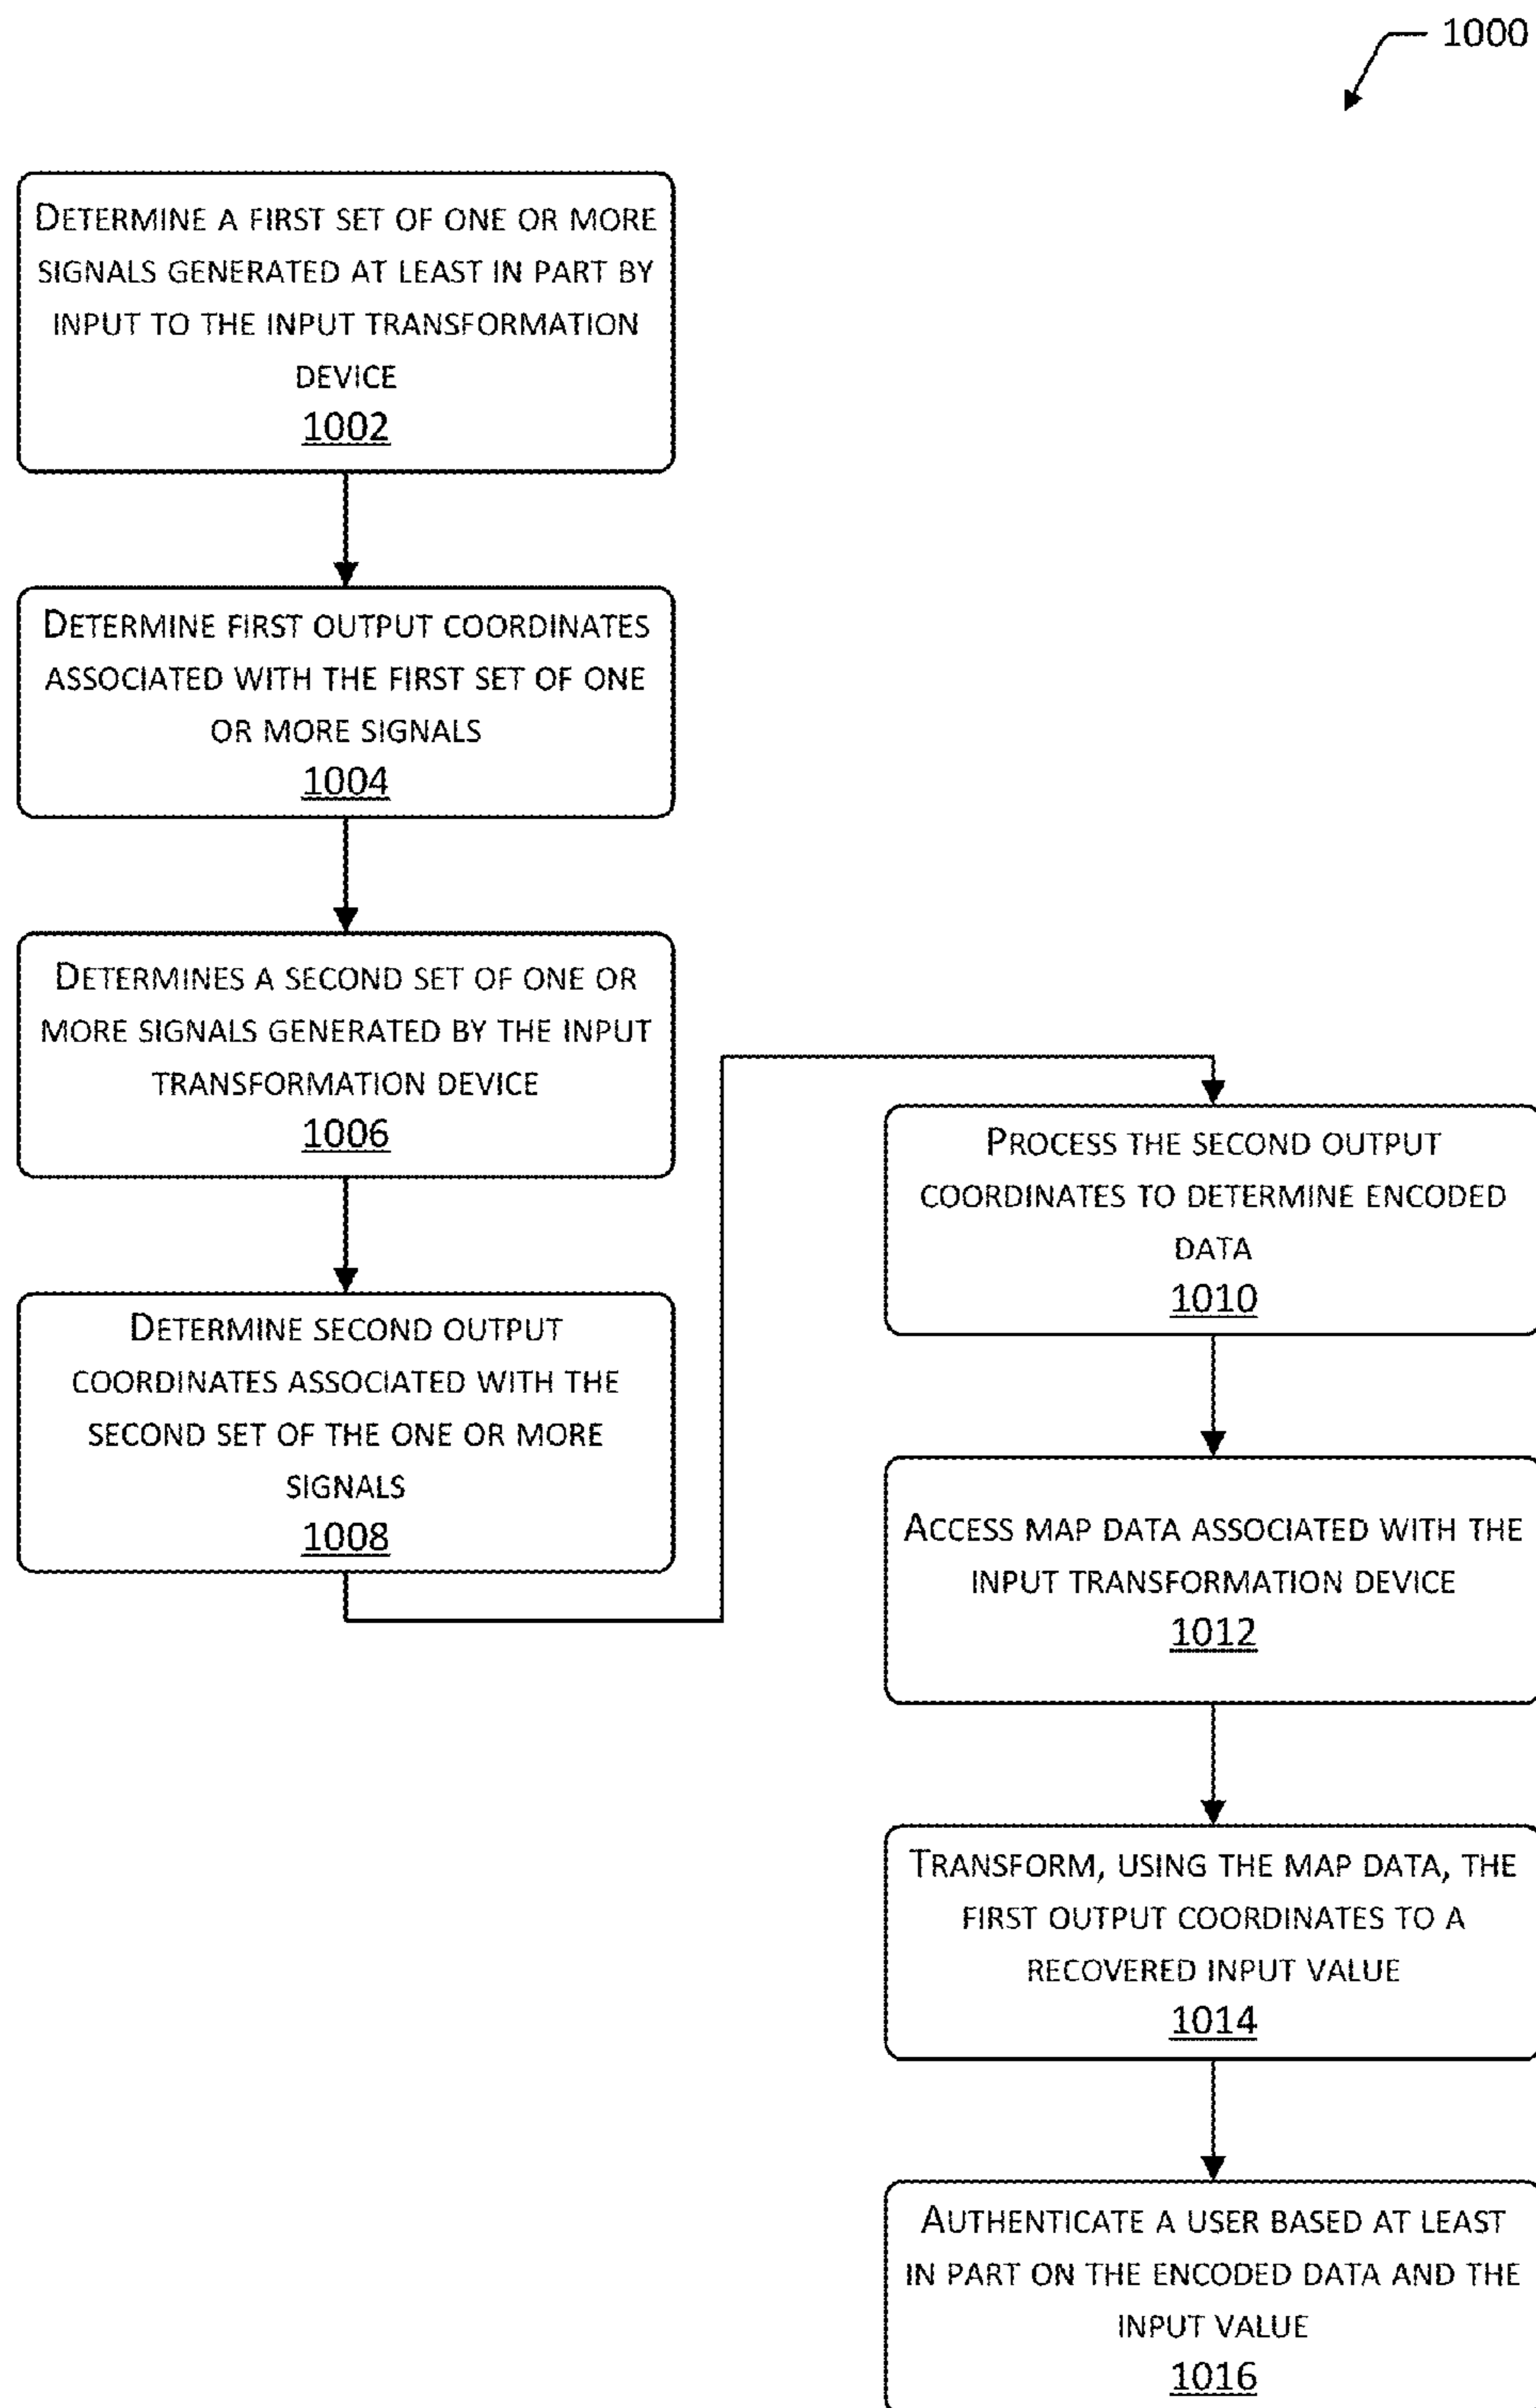 1000
DETERMINE A FIRST SET OF ONE OR MORE
SIGNALS GENERATED AT LEAST IN PART BY
INPUT TO THE INPUT TRANSFORMATION
DEVICE
1002
DETERMINE FIRST OUTPUT COORDINATES
ASSOCIATED WITH THE FIRST SET OF ONE
OR MORE SIGNALS
1004
DETERMINES A SECOND SET OF ONE OR
MORE SIGNALS GENERATED BY THE INPUT
TRANSFORMATION DEVICE
1006
DETERMINE SECOND OUTPUT
COORDINATES ASSOCIATED WITH THE
SECOND SET OF THE ONE OR MORE
SIGNALS
1008
PROCESS THE SECOND OUTPUT
COORDINATES TO DETERMINE ENCODED
DATA
1010
ACCESS MAP DATA ASSOCIATED WITH THE
INPUT TRANSFORMATION DEVICE
1012
TRANSFORM, USING THE MAP DATA, THE
FIRST OUTPUT COORDINATES TO A
RECOVERED INPUT VALUE
1014
AUTHENTICATE A USER BASED AT LEAST
IN PART ON THE ENCODED DATA AND THE
INPUT VALUE
1016